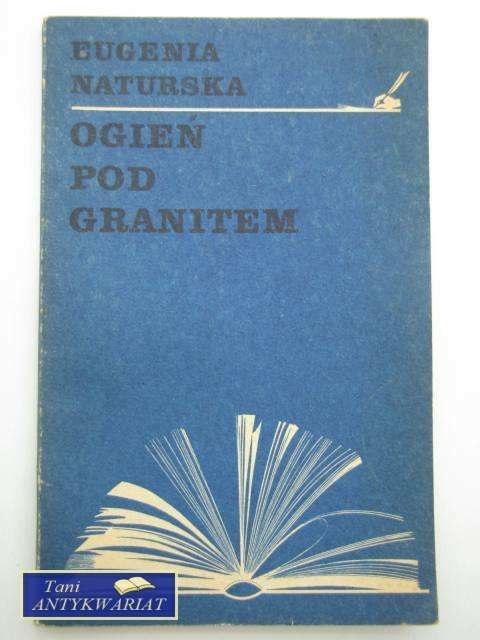 EUGENIA
NATURSKA
OGIEŃ
POD
GRANITEM
Tani
ANTYKWARIAT